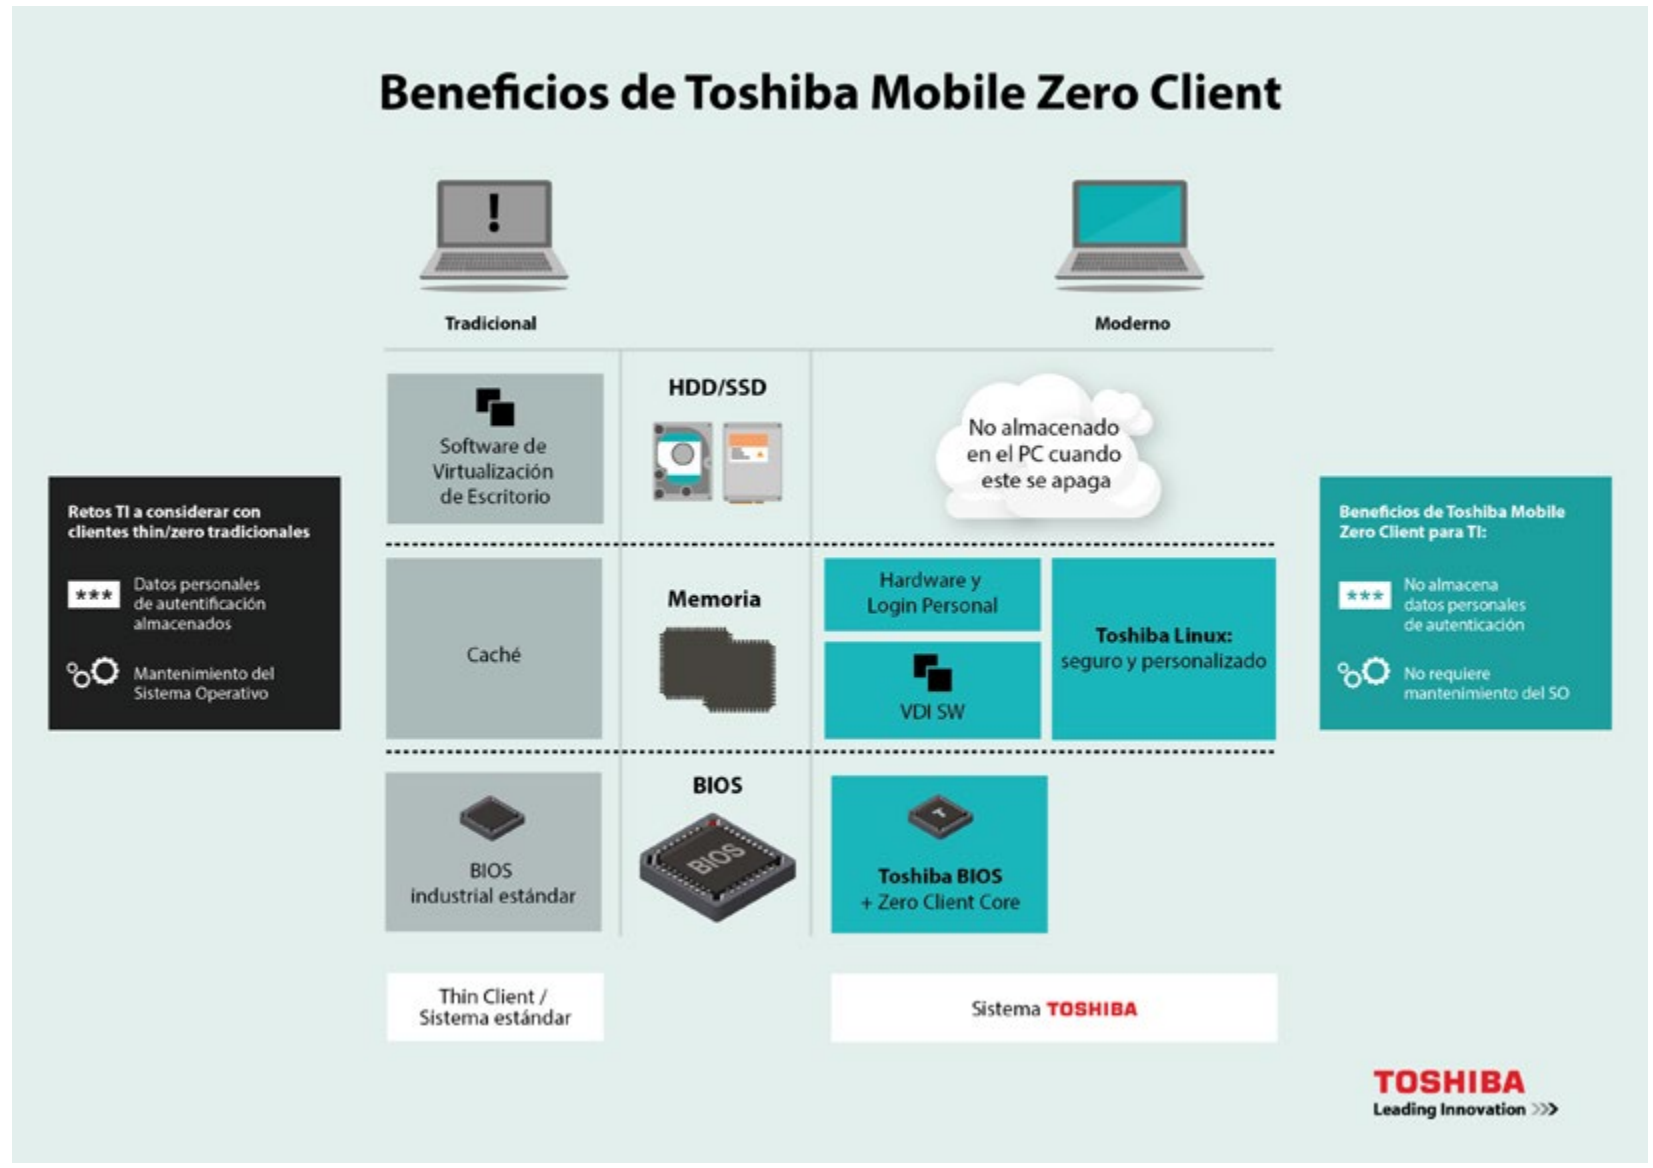 Beneficios de Toshiba Mobile Zero Client
!
Tradicional
Moderno
Retos TI a considerar con
clientes thin/zero tradicionales
***
Datos personales
de autentificación
almacenados
Mantenimiento del
Sistema Operativo
Software de
Virtualización
de Escritorio
HDD/SSD
No almacenado
en el PC cuando
este se apaga
Caché
Memoria
Hardware y
Login Personal
VDI SW
Toshiba Linux:
seguro y personalizado
BIOS
industrial estándar
BIOS
BIOS
T
Toshiba BIOS
+ Zero Client Core
Thin Client /
Sistema estándar
Sistema TOSHIBA
Beneficios de Toshiba Mobile
Zero Client para TI:
***
No almacena
datos personales
de autenticación
No requiere
mantenimiento del SO
TOSHIBA
Leading Innovation >>>